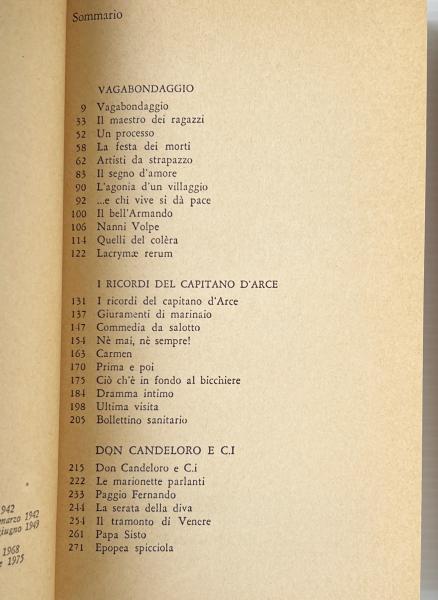 Sommario
VAGABONDAGGIO
9 Vagabondaggio
33 Il maestro dei ragazzi
52 Un processo
58 La festa dei morti
62 Artisti da strapazzo
83 Il segno d'amore
90 L'agonia d'un villaggio
92 ...e chi vive si dà pace
100 Il bell'Armando
106 Nanni Volpe
114 Quelli del colèra
122 Lacrymæ rerum
I RICORDI DEL CAPITANO D'ARCE
131 I ricordi del capitano d'Arce
137 Giuramenti di marinaio
147 Commedia da salotto
154 Nè mai, nè sempre!
163 Carmen
170 Prima e poi
175 Ciò ch'è in fondo al bicchiere
184 Dramma intimo
198 Ultima visita
205 Bollettino sanitario
DON CANDELORO E C.I
215 Don Candeloro e C.i
222 Le marionette parlanti
233 Paggio Fernando
244 La serata della diva
254 Il tramonto di Venere
261 Papa Sisto
271 Epopea spicciola
1942
marzo 1942
giugno 1943
1968
e 1975